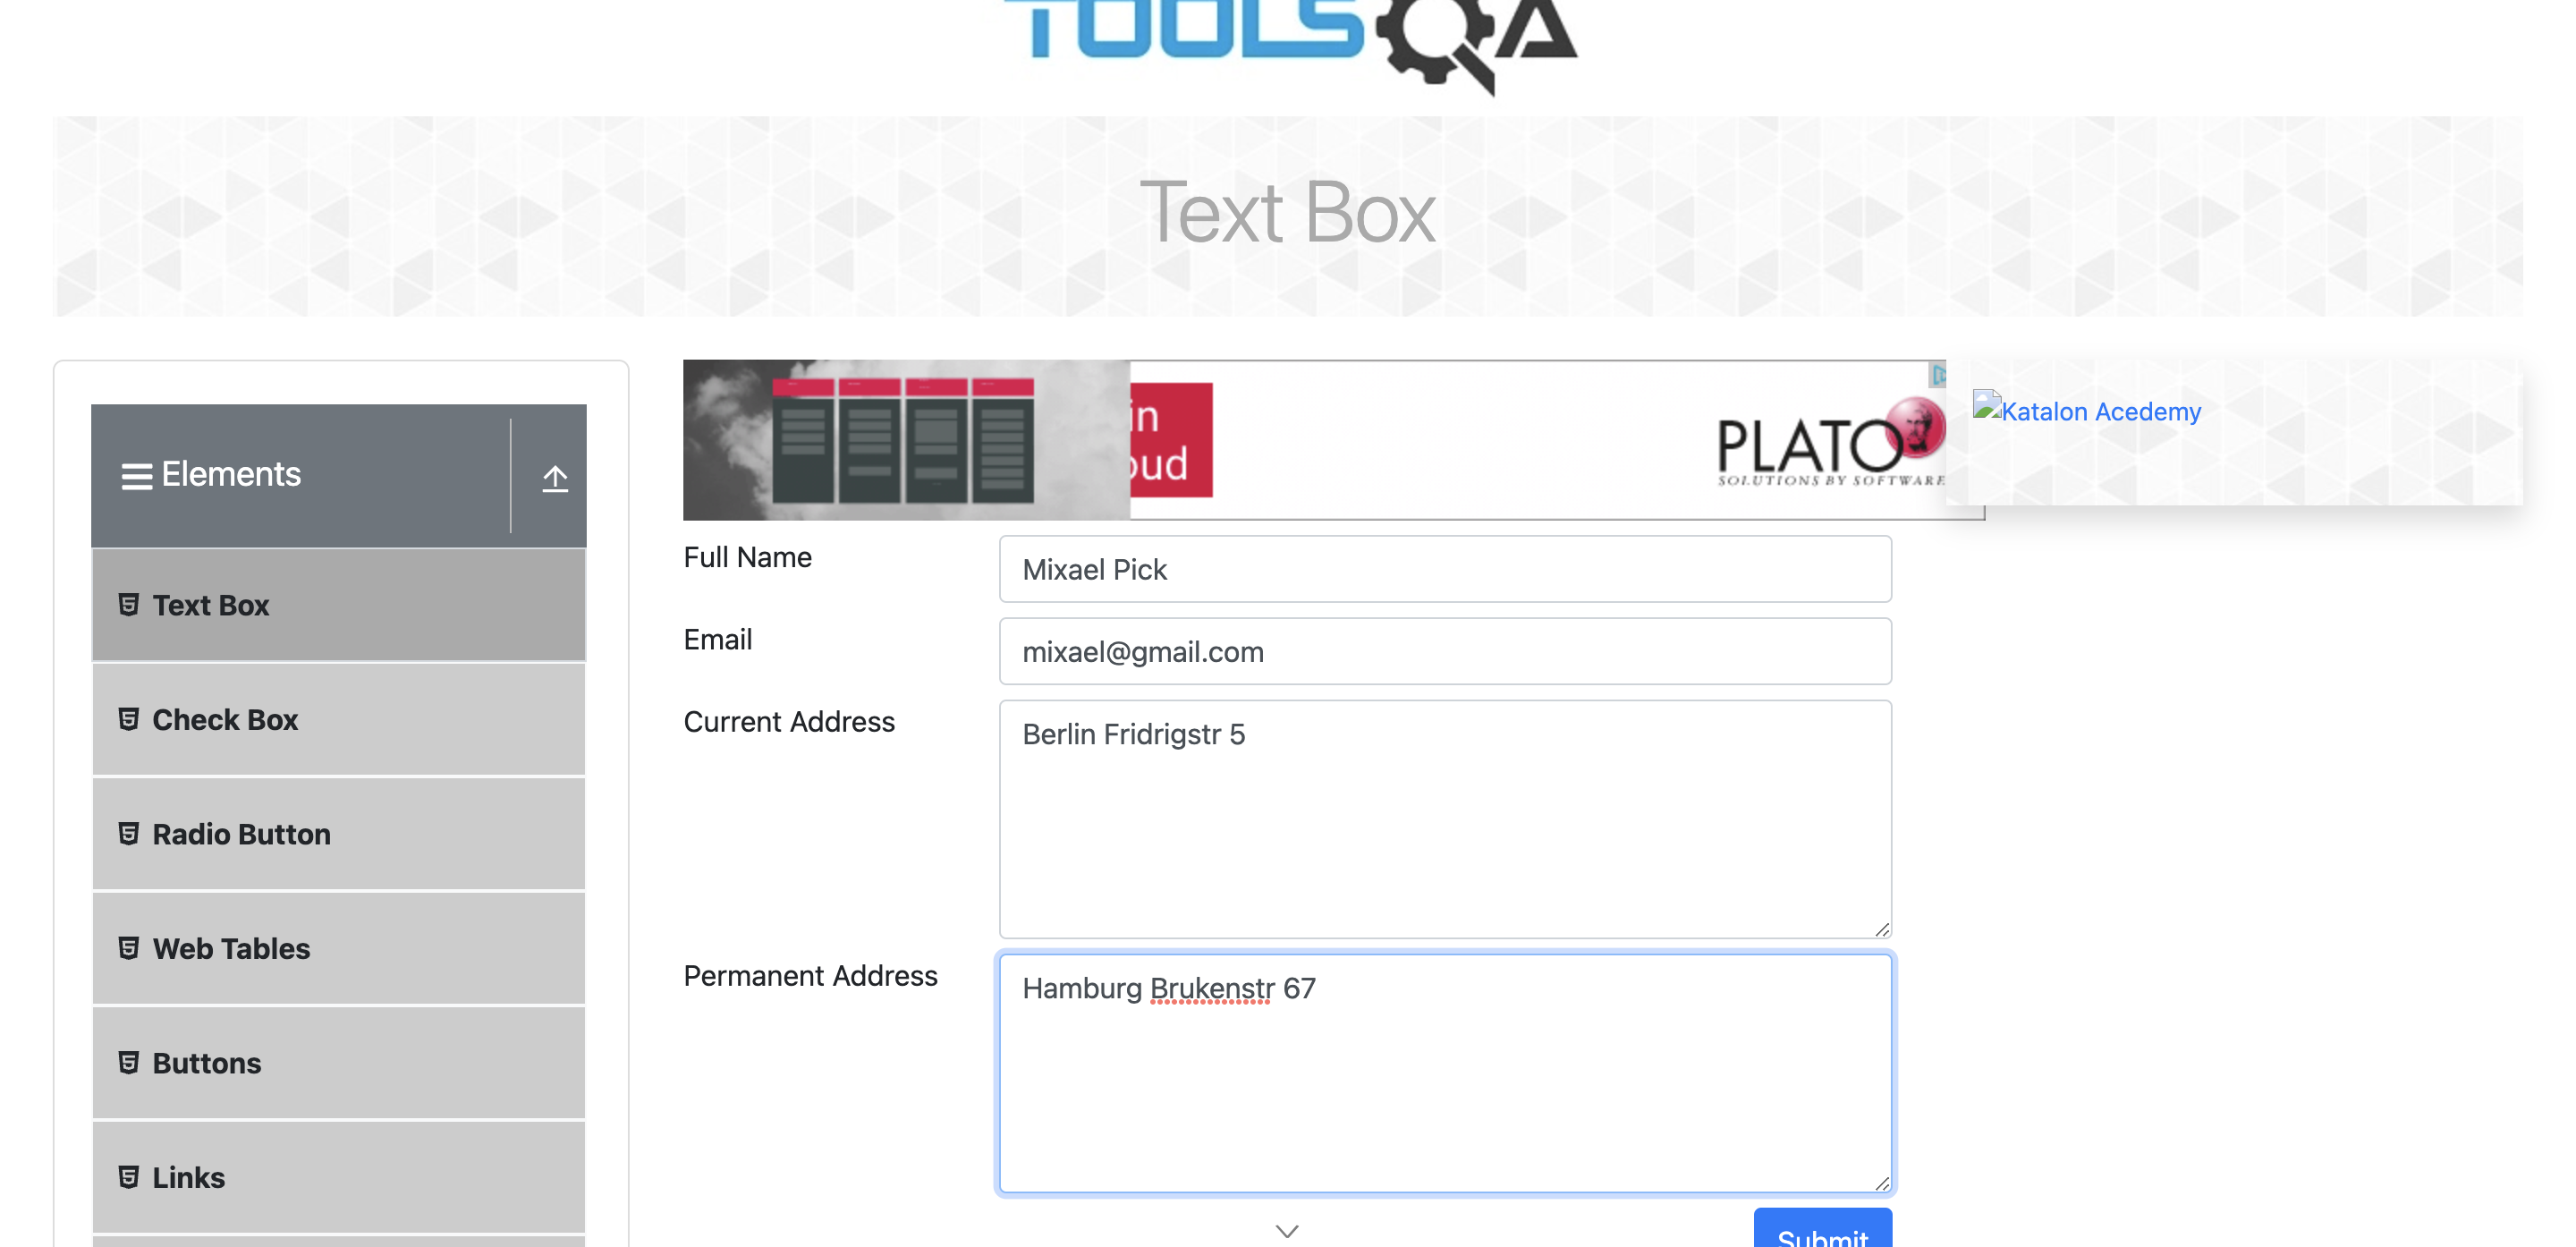 TOOLSQA
Text Box
Elements
Text Box
Check Box
Radio Button
Web Tables
Buttons
Links
in
oud
PLATO
SOLUTIONS BY SOFTWARE
Katalon Acedemy
Full Name
Mixael Pick
Email
mixael@gmail.com
Current Address
Berlin Fridrigstr 5
Permanent Address
Hamburg Brukenstr 67
Submit